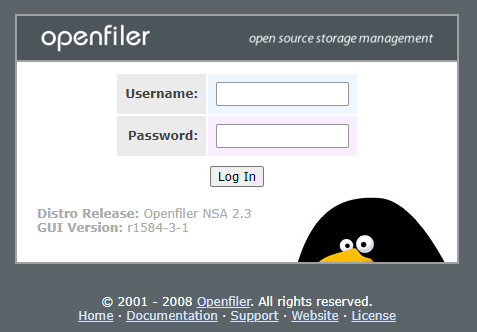 openfiler open source storage management
Username:
Password:
Log In
Distro Release: Openfiler NSA 2.3
GUI Version: r1584-3-1
© 2001 - 2008 Openfiler. All rights reserved.
Home · Documentation · Support · Website · License